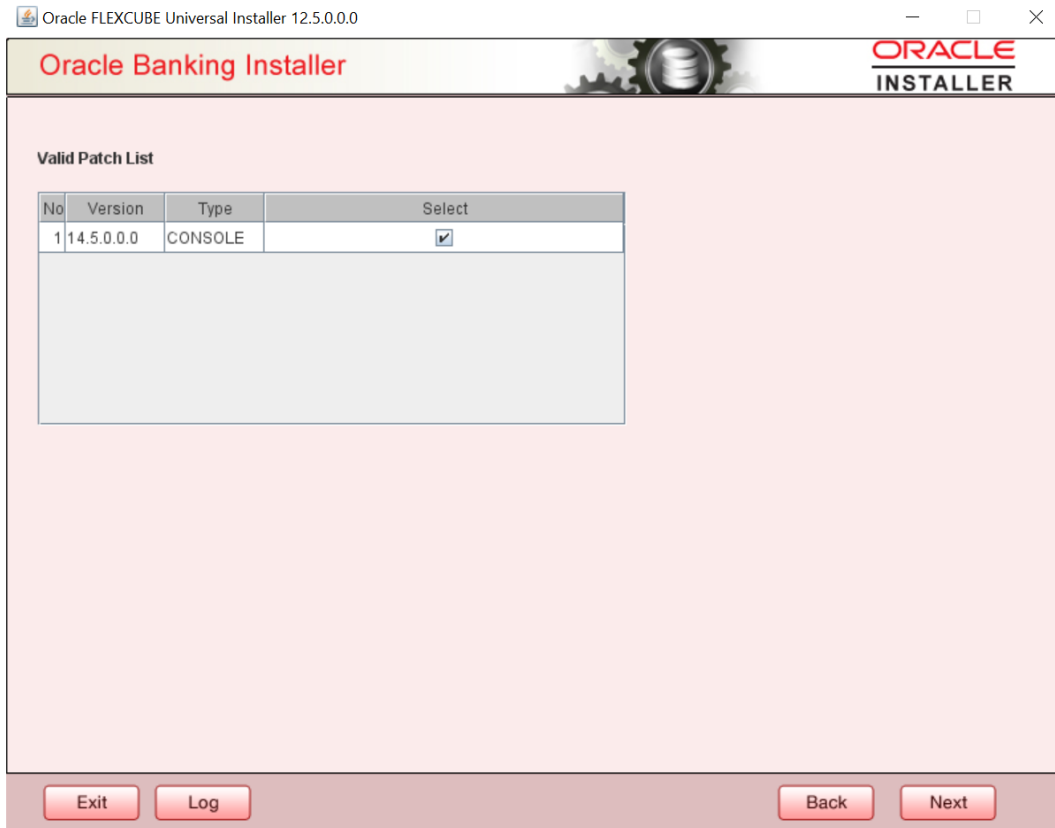 Oracle FLEXCUBE Universal Installer 12.5.0.0.0
Oracle Banking Installer
ORACLE
INSTALLER
Valid Patch List
No Version Type Select
1 14.5.0.0.0 CONSOLE
Exit Log Back Next